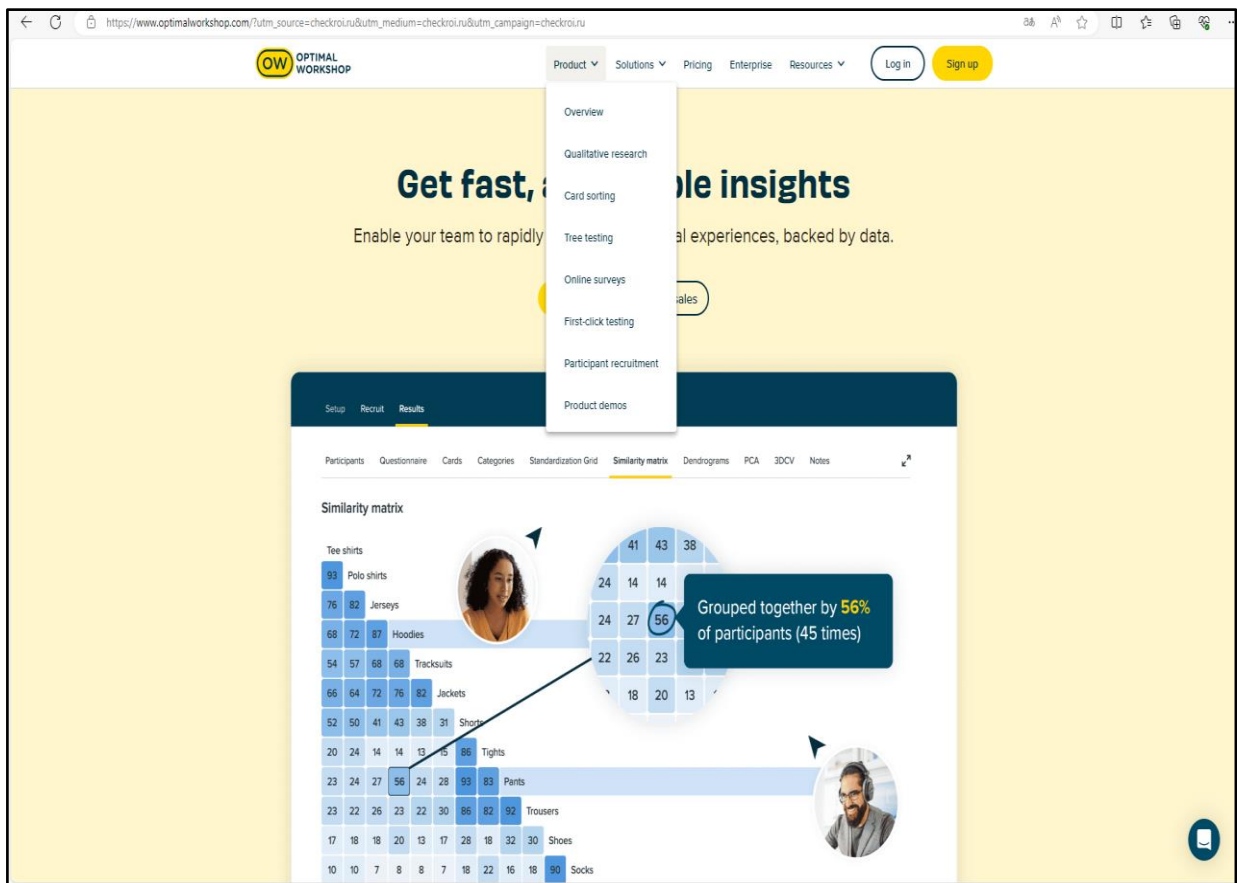 https://www.optimalworkshop.com/?utm_source=checkroi.ru&utm_medium=checkroi.ru&utm_campaign=checkroi.ru
OW OPTIMAL WORKSHOP
Product Solutions Pricing Enterprise Resources Log in Sign up
Overview
Qualitative research
Card sorting
Tree testing
Online surveys
First-click testing
Participant recruitment
Product demos
Get fast, insights
Enable your team to rapidly experiences, backed by data.
sales
Setup Recruit Results
Participants Questionnaire Cards Categories Standardization Grid Similarity matrix Dendrograms PCA 3DCV Notes
Similarity matrix
Tee shirts
93 Polo shirts
76 82 Jerseys
68 72 87 Hoodies
54 57 68 68 Tracksuits
66 64 72 76 82 Jackets
52 50 41 43 38 31 Shorts
20 24 14 14 13 15 86 Tights
23 24 27 56 24 28 93 83 Pants
23 22 26 23 22 30 86 82 92 Trousers
17 18 18 20 13 17 28 18 32 30 Shoes
10 10 7 8 8 7 18 22 16 18 90 Socks
41 43 38
24 14 14
24 27 56
22 26 23
18 20 13
Grouped together by 56%
of participants (45 times)